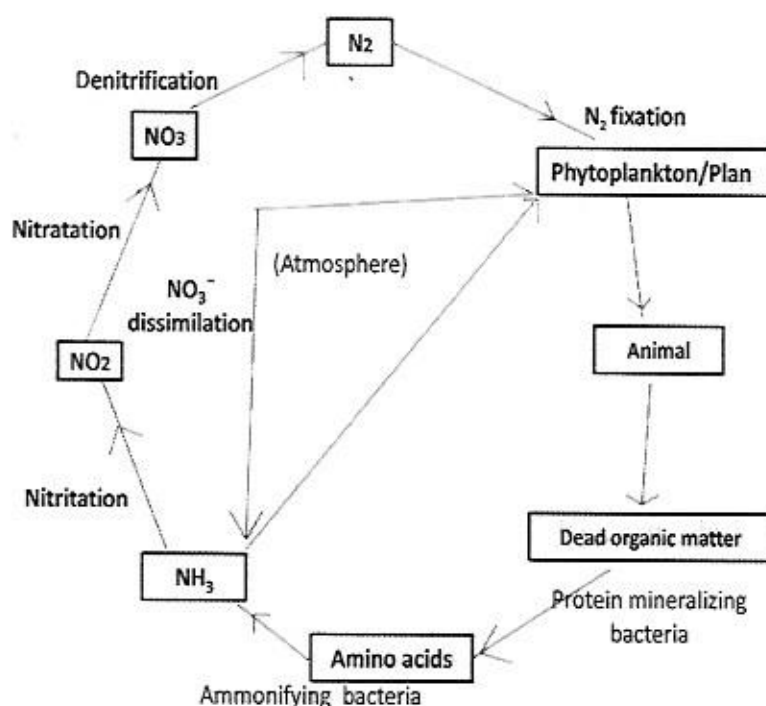 N2
Denitrification
N₂ fixation
NO3
Phytoplankton/Plan
Nitratation
(Atmosphere)
NO₃⁻
dissimilation
NO2
Animal
Nitritation
Dead organic matter
NH₃
Protein mineralizing
bacteria
Amino acids
Ammonifying bacteria